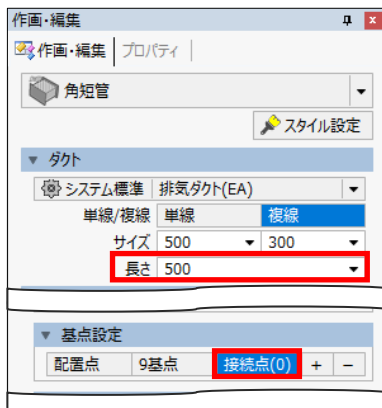 作画・編集
作画・編集 プロパティ
角短管
スタイル設定
ダクト
システム標準 排気ダクト(EA)
単線/複線 単線 複線
サイズ 500 300
長さ 500
基点設定
配置点 9基点 接続点(0) + -